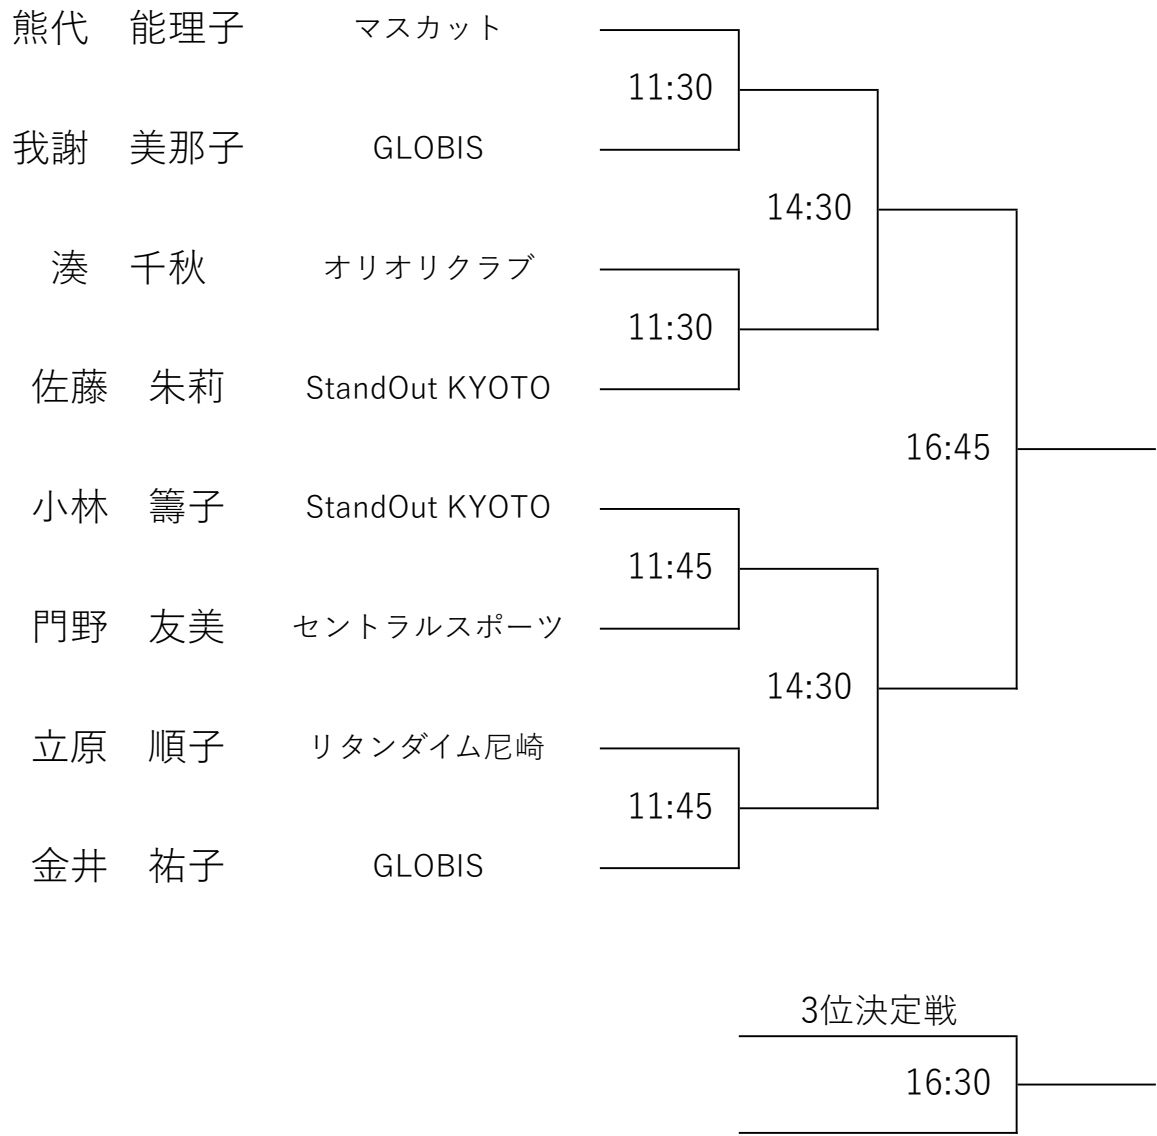 熊代　能理子　マスカット
11:30
我謝　美那子　GLOBIS
14:30
湊　千秋　オリオリクラブ
11:30
佐藤　朱莉　StandOut KYOTO
16:45
小林　籌子　StandOut KYOTO
11:45
門野　友美　セントラルスポーツ
14:30
立原　順子　リタンダイム尼崎
11:45
金井　祐子　GLOBIS
3位決定戦
16:30